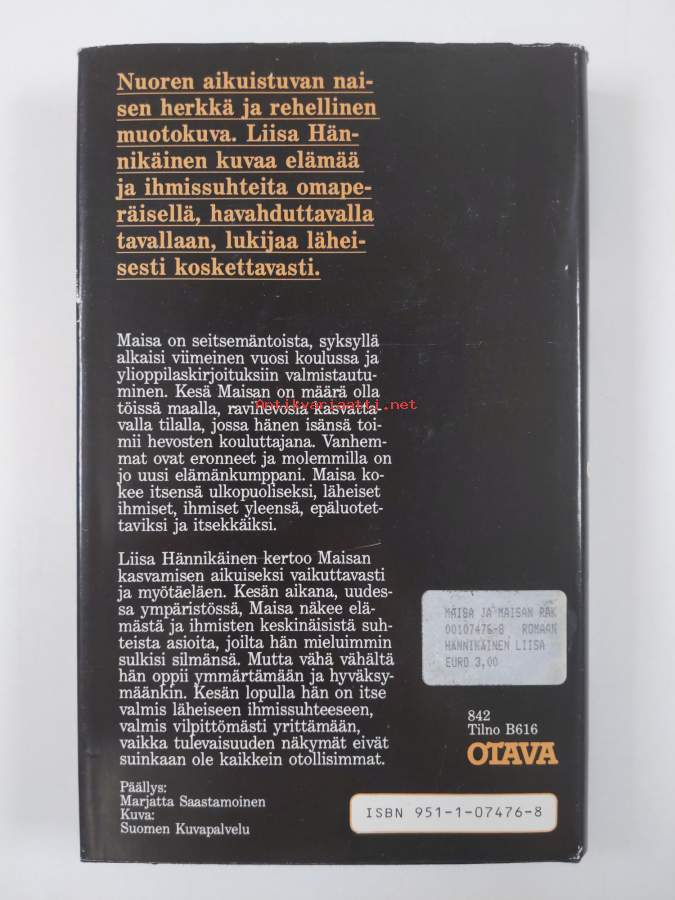 Nuoren aikuistuvan nai-
sen herkkä ja rehellinen
muotokuva. Liisa Hän-
nikäinen kuvaa elämää
ja ihmissuhteita omape-
räisellä, havahduttavalla
tavallaan, lukijaa lähei-
sesti koskettavasti.
Maisa on seitsemäntoista, syksyllä
alkaisi viimeinen vuosi koulussa ja
ylioppilaskirjoituksiin valmistautu-
minen. Kesä Maisan on määrä olla
töissä maalla, ravihevosia kasvatta-
valla tilalla, jossa hänen isänsä toi-
mii hevosten kouluttajana. Vanhem-
mat ovat eronneet ja molemmilla on
jo uusi elämänkumppani. Maisa ko-
kee itsensä ulkopuoliseksi, läheiset
ihmiset, ihmiset yleensä, epäluotet-
taviksi ja itsekkäiksi.
Antikvariaatti.net
Liisa Hännikäinen kertoo Maisan
kasvamisen aikuiseksi vaikuttavasti
ja myötäeläen. Kesän aikana, uudes-
sa ympäristössä, Maisa näkee elä-
mästä ja ihmisten keskinäisistä suh-
teista asioita, joilta hän mieluimmin
sulkisi silmänsä. Mutta vähä vähältä
hän oppii ymmärtämään ja hyväksy-
määnkin. Kesän lopulla hän on itse
valmis läheiseen ihmissuhteeseen,
valmis vilpittömästi yrittämään,
vaikka tulevaisuuden näkymät eivät
suinkaan ole kaikkein otollisimmat.
MAISA JA MAISAN RAK
00107476-8 ROMAAN
HÄNNIKÄINEN LIISA
EURO 3,00
842
Tilno B616
OTAVA
Päällys:
Marjatta Saastamoinen
Kuva:
Suomen Kuvapalvelu
ISBN 951-1-07476-8